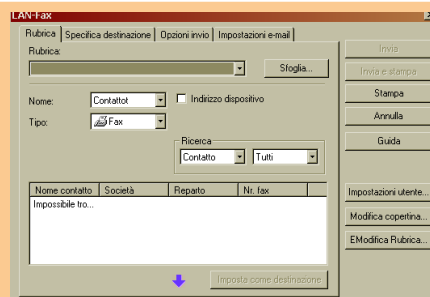 LAN-Fax
Rubrica
Specifica destinazione
Opzioni invio
Impostazioni e-mail
Rubrica:
Sfoglia...
Nome:
Contattot
Indirizzo dispositivo
Tipo:
Fax
Ricerca
Contatto
Tutti
Nome contatto
Società
Reparto
Nr. fax
Impossibile tro...
Imposta come destinazione
Invia
Invia e stampa
Stampa
Annulla
Guida
Impostazioni utente...
Modifica copertina...
EModifica Rubrica...